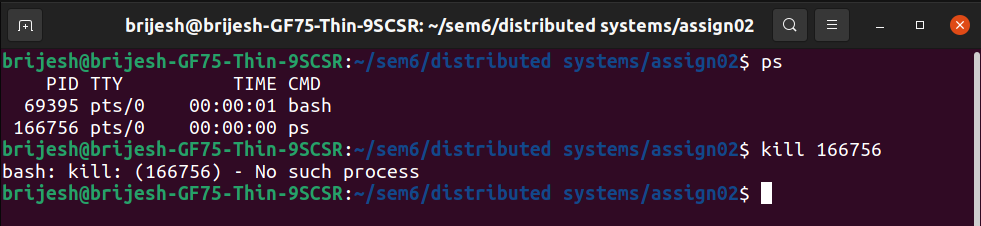 brijesh@brijesh-GF75-Thin-9SCSR: ~/sem6/distributed systems/assign02
brijesh@brijesh-GF75-Thin-9SCSR:~/sem6/distributed systems/assign02$ ps
    PID TTY          TIME CMD
  69395 pts/0    00:00:01 bash
 166756 pts/0    00:00:00 ps
brijesh@brijesh-GF75-Thin-9SCSR:~/sem6/distributed systems/assign02$ kill 166756
bash: kill: (166756) - No such process
brijesh@brijesh-GF75-Thin-9SCSR:~/sem6/distributed systems/assign02$